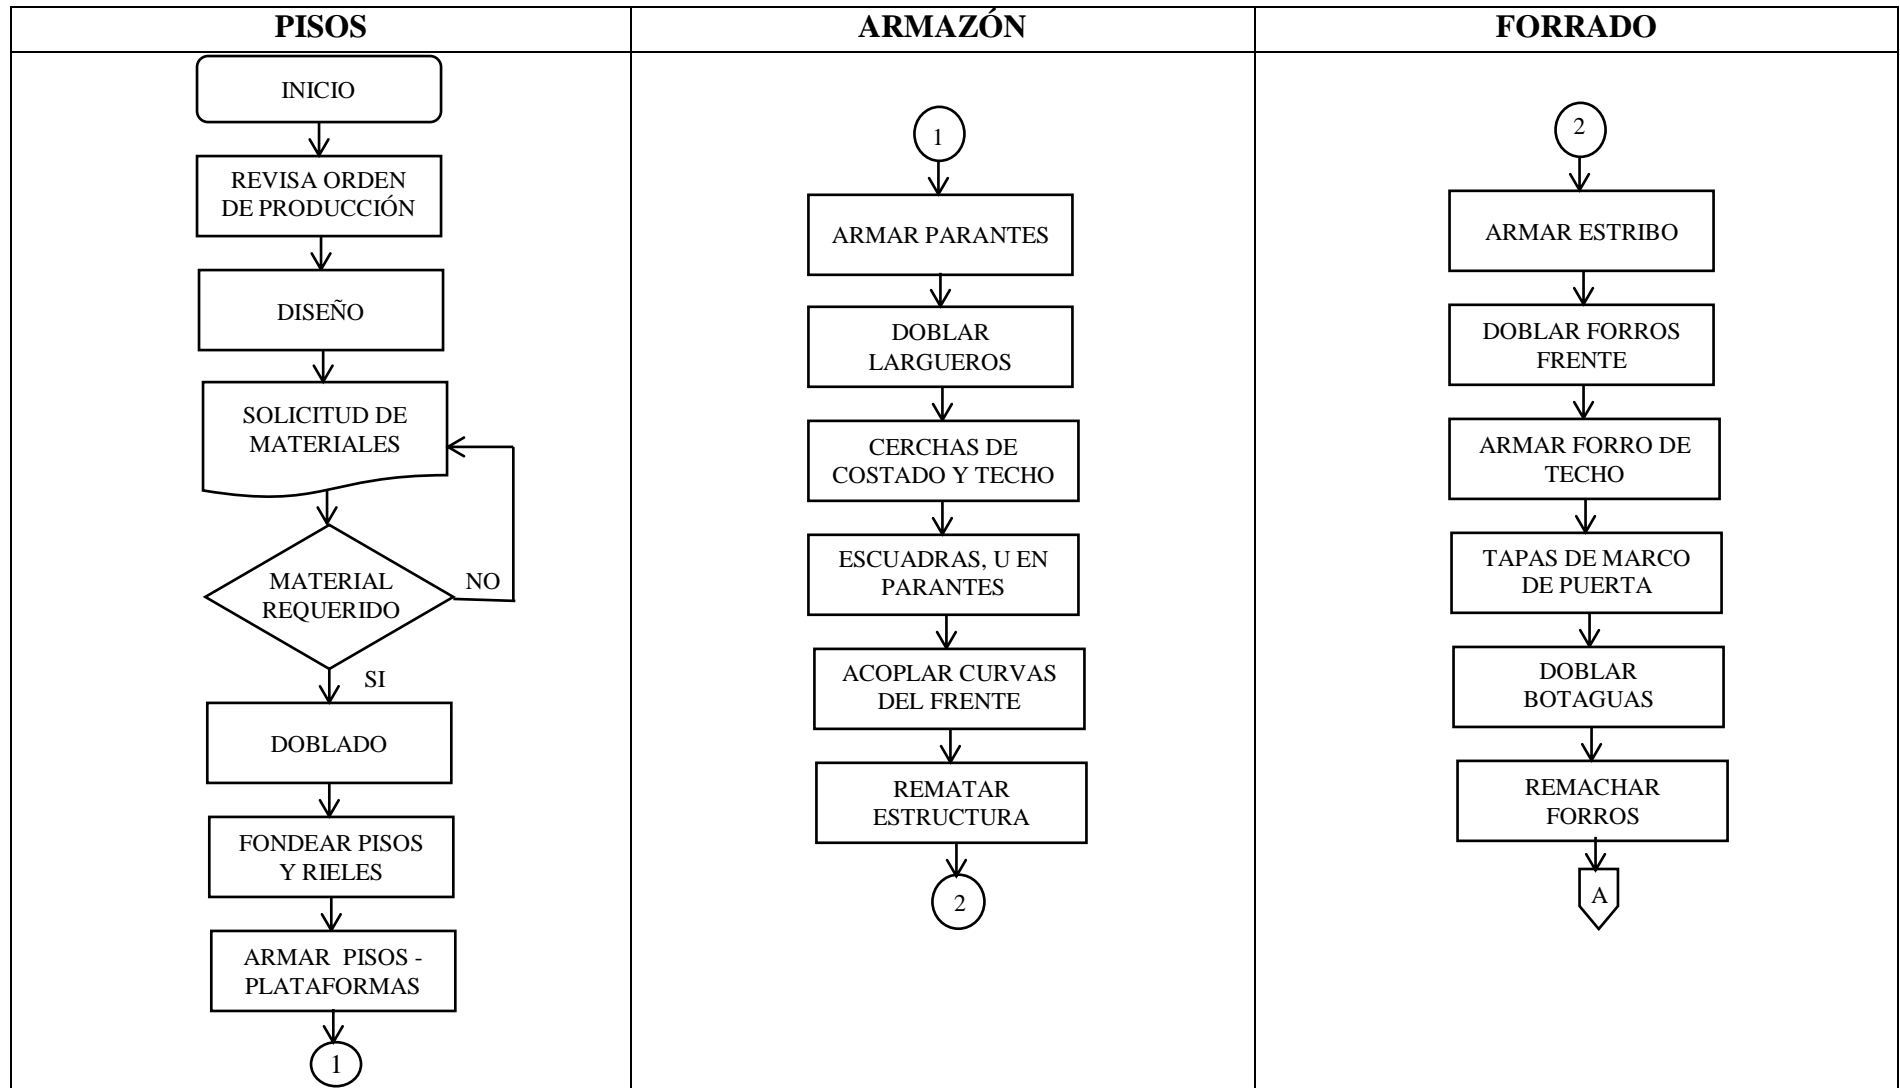 PISOS
INICIO
REVISA ORDEN
DE PRODUCCIÓN
DISEÑO
SOLICITUD DE
MATERIALES
MATERIAL
REQUERIDO
NO
SI
DOBLADO
FONDEAR PISOS
Y RIELES
ARMAR PISOS -
PLATAFORMAS
1
ARMAZÓN
1
ARMAR PARANTES
DOBLAR
LARGUEROS
CERCHAS DE
COSTADO Y TECHO
ESCUADRAS, U EN
PARANTES
ACOPLAR CURVAS
DEL FRENTE
REMATAR
ESTRUCTURA
2
FORRADO
2
ARMAR ESTRIBO
DOBLAR FORROS
FRENTE
ARMAR FORRO DE
TECHO
TAPAS DE MARCO
DE PUERTA
DOBLAR
BOTAGUAS
REMACHAR
FORROS
A